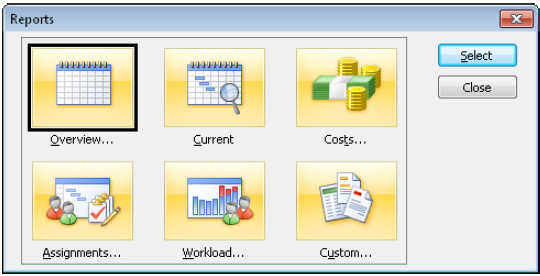 Reports
Select
Close
Overview...
Current
Costs...
Assignments...
Workload...
Custom...